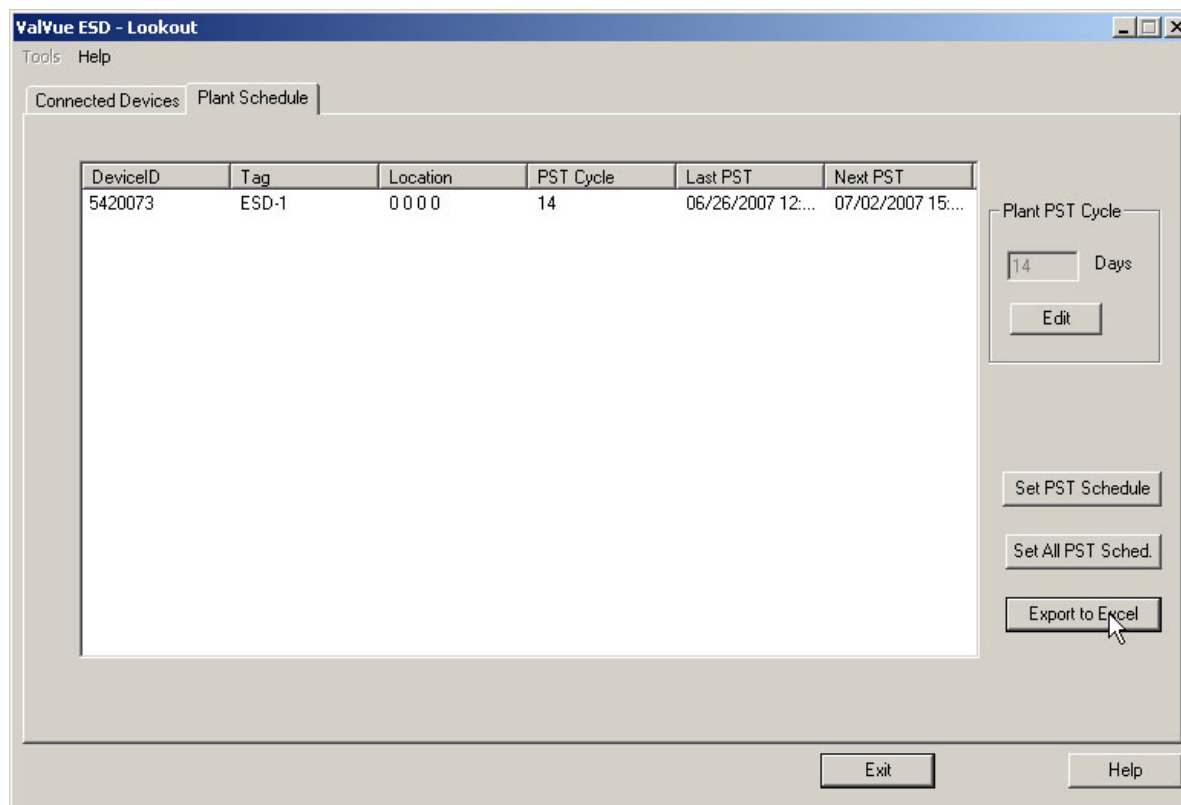 ValVue ESD - Lookout
Tools Help
Connected Devices Plant Schedule
DeviceID Tag Location PST Cycle Last PST Next PST
5420073 ESD-1 0 0 0 0 14 06/26/2007 12:... 07/02/2007 15:...
Plant PST Cycle
14 Days
Edit
Set PST Schedule
Set All PST Sched.
Export to Excel
Exit Help